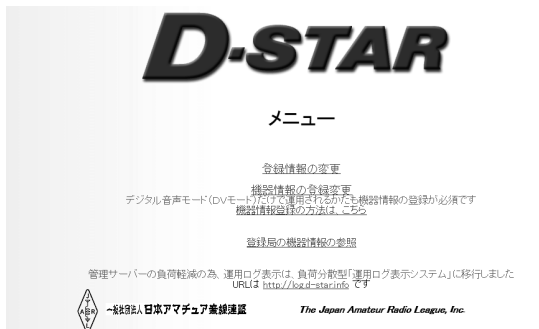 D-STAR
メニュー
登録情報の変更
機器情報の登録変更
デジタル音声モード(DVモード)だけで運用されるかたも機器情報の登録が必須です
機器情報登録の方法は、こちら
登録局の機器情報の参照
管理サーバーの負荷軽減の為、運用ログ表示は、負荷分散型「運用ログ表示システム」に移行しました
URLは http://log.d-star.info です
JARL
一般社団法人 日本アマチュア無線連盟 The Japan Amateur Radio League, Inc.